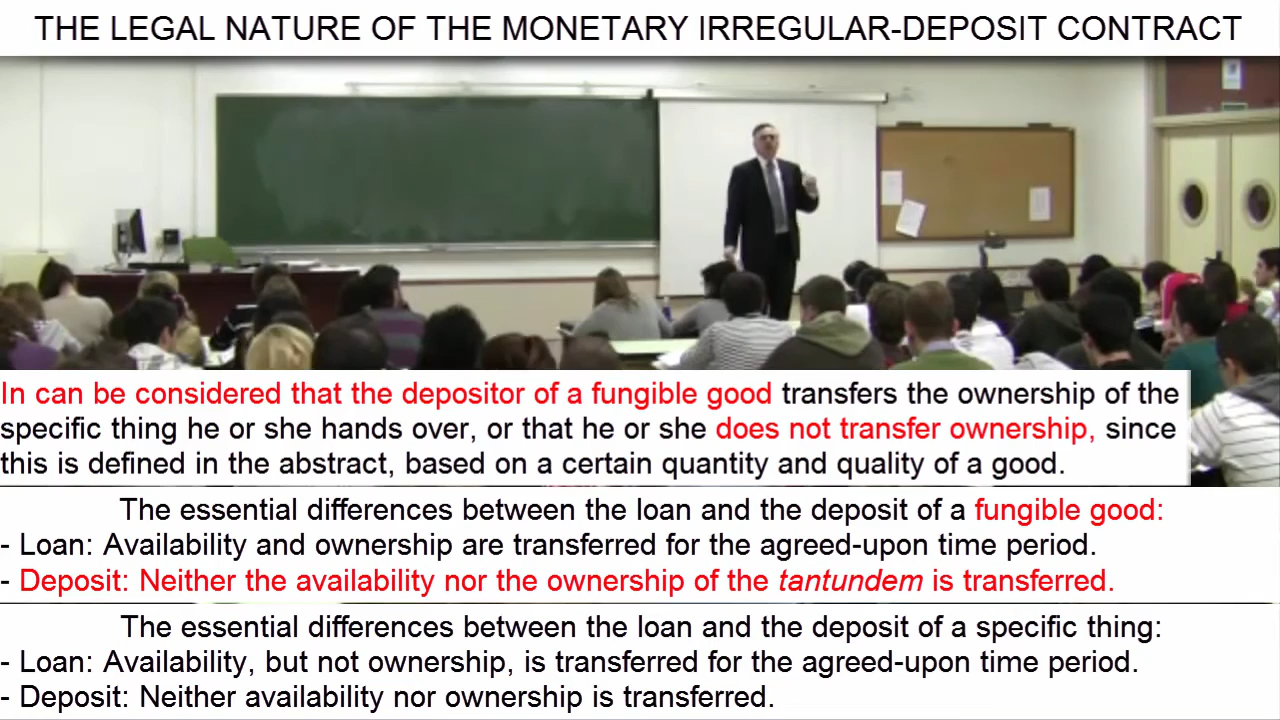 THE LEGAL NATURE OF THE MONETARY IRREGULAR-DEPOSIT CONTRACT
In can be considered that the depositor of a fungible good transfers the ownership of the
specific thing he or she hands over, or that he or she does not transfer ownership, since
this is defined in the abstract, based on a certain quantity and quality of a good.
The essential differences between the loan and the deposit of a fungible good:
- Loan: Availability and ownership are transferred for the agreed-upon time period.
- Deposit: Neither the availability nor the ownership of the tantundem is transferred.
The essential differences between the loan and the deposit of a specific thing:
- Loan: Availability, but not ownership, is transferred for the agreed-upon time period.
- Deposit: Neither availability nor ownership is transferred.